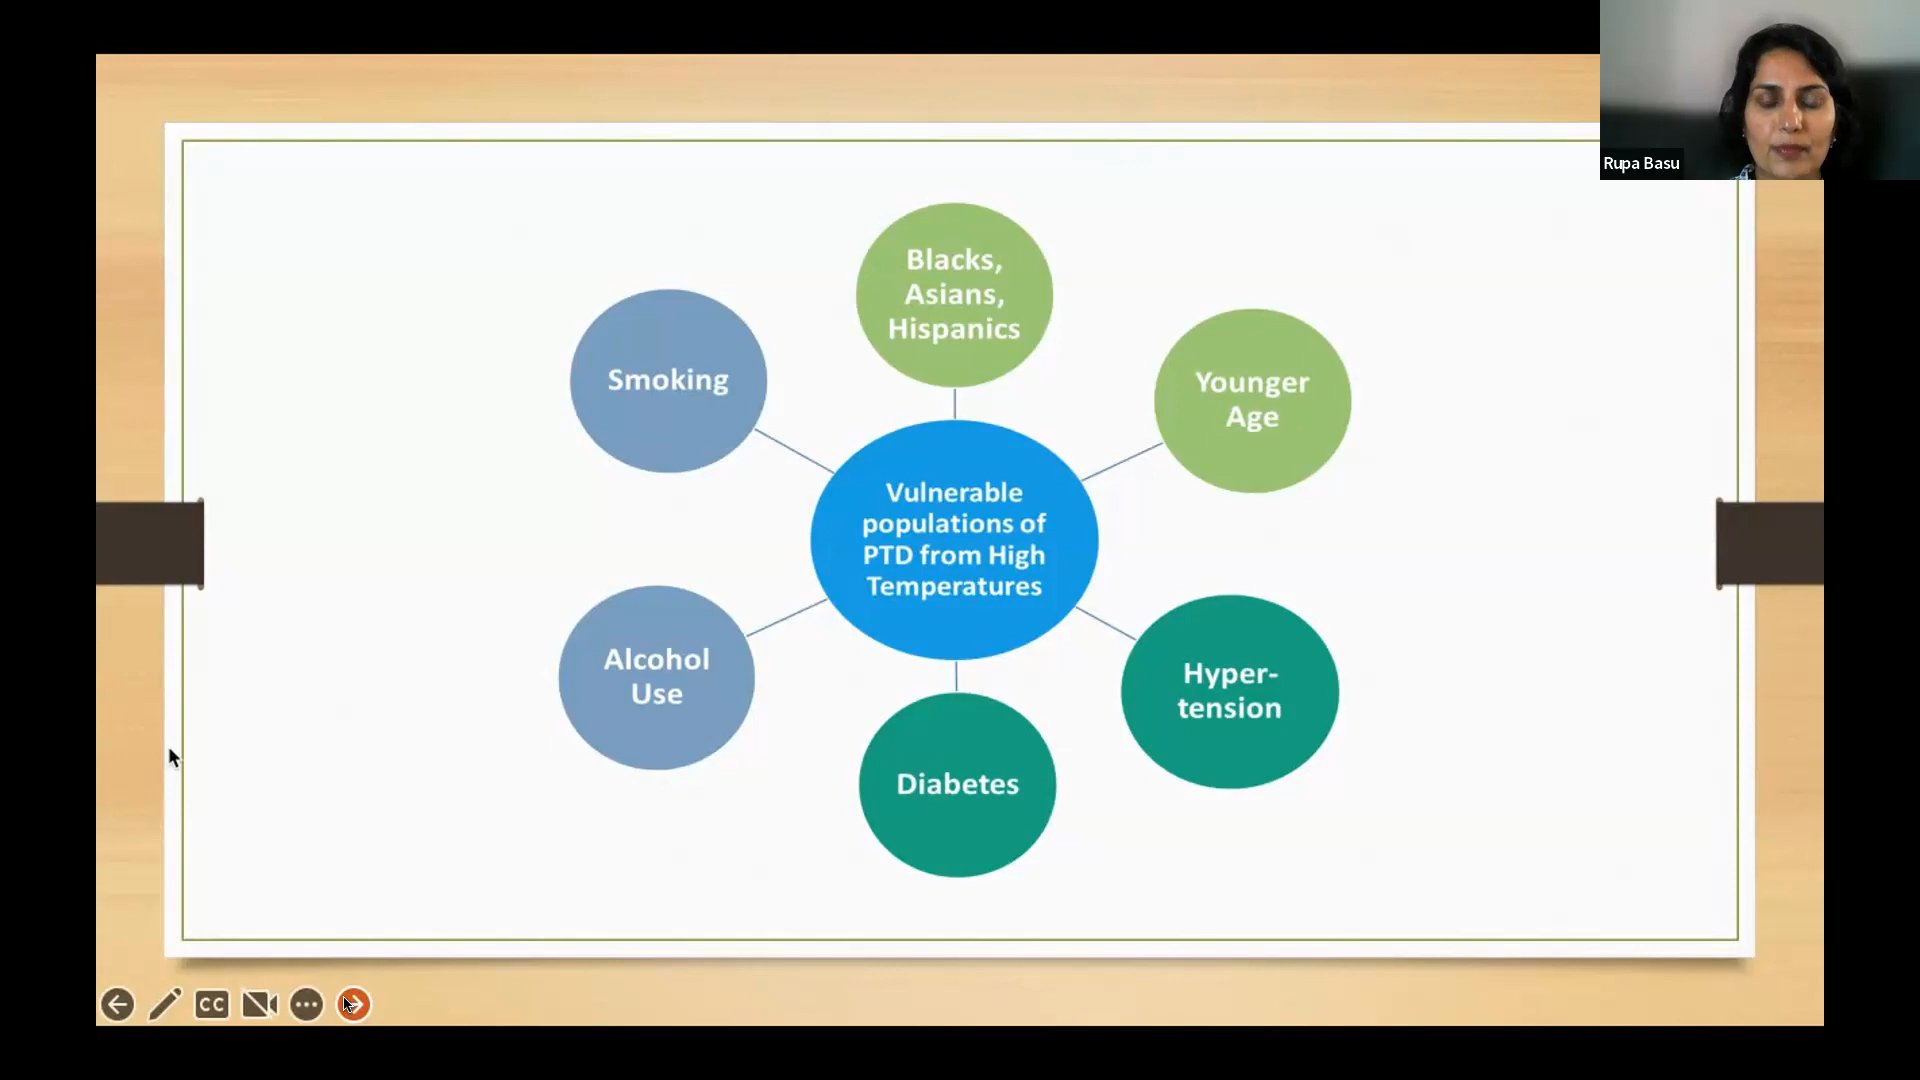 Rupa Basu
Blacks,
Asians,
Hispanics
Smoking
Younger
Age
Vulnerable
populations of
PTD from High
Temperatures
Alcohol
Use
Hyper-
tension
Diabetes
CC